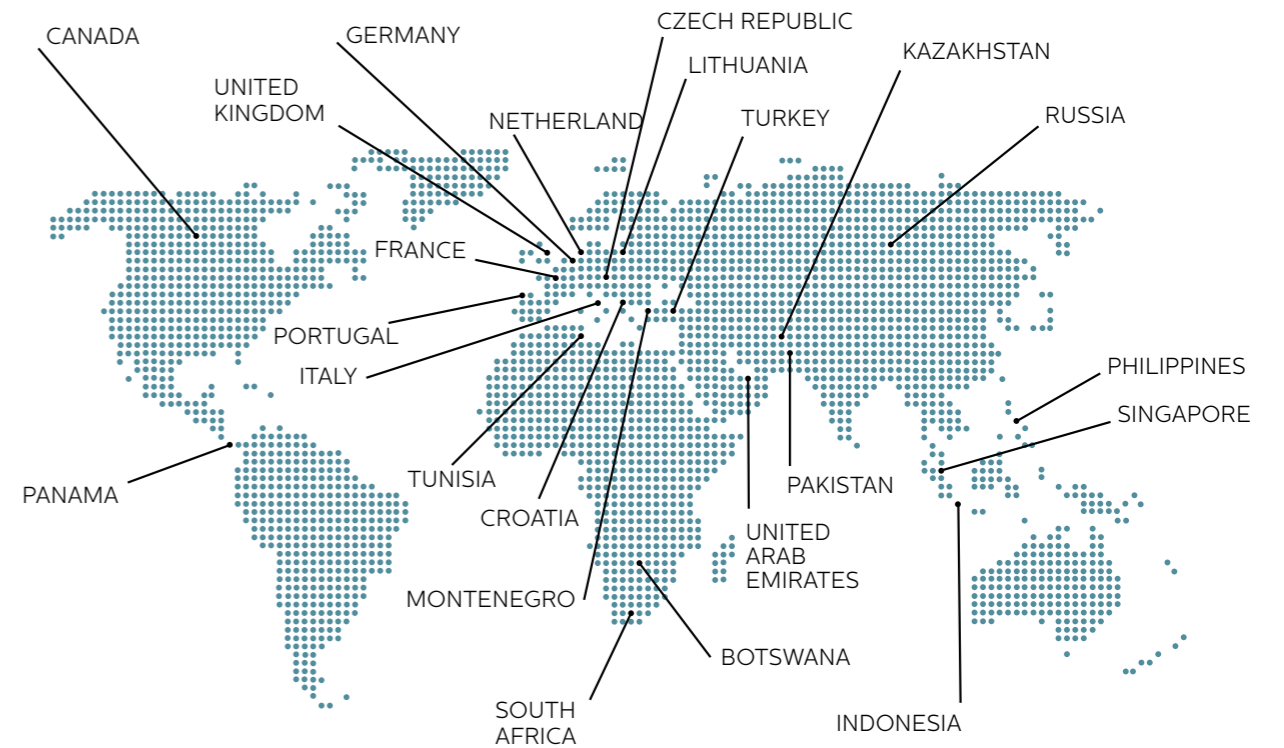 CANADA
GERMANY
CZECH REPUBLIC
LITHUANIA
KAZAKHSTAN
UNITED
KINGDOM
NETHERLAND
TURKEY
RUSSIA
FRANCE
PORTUGAL
ITALY
PHILIPPINES
SINGAPORE
PANAMA
TUNISIA
CROATIA
PAKISTAN
UNITED
ARAB
EMIRATES
MONTENEGRO
BOTSWANA
SOUTH
AFRICA
INDONESIA